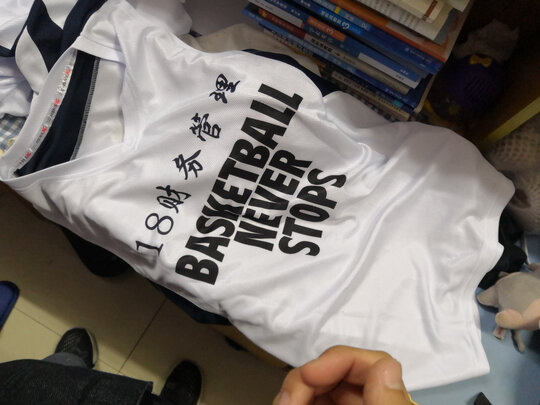 18财务管理
BASKETBALL
NEVER
STOPS